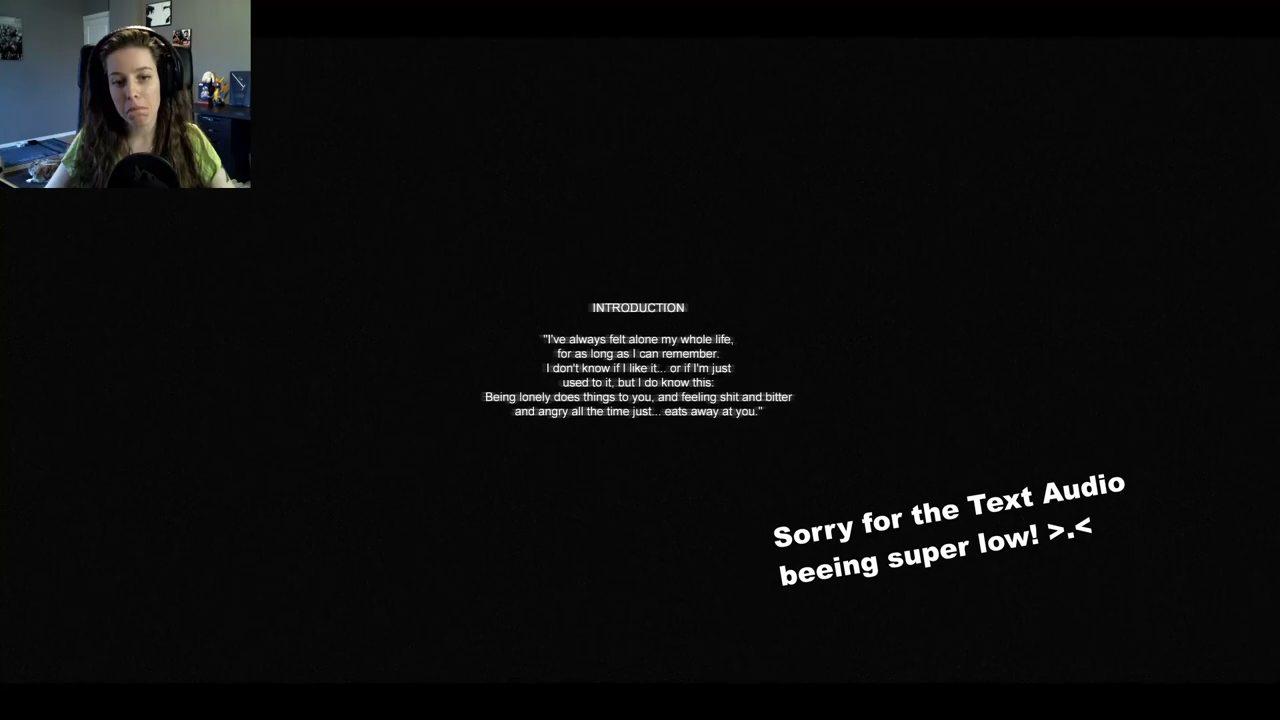 INTRODUCTION
"I've always felt alone my whole life,
for as long as I can remember.
I don't know if I like it... or if I'm just
used to it, but I do know this:
Being lonely does things to you, and feeling shit and bitter
and angry all the time just... eats away at you."
Sorry for the Text Audio
beeing super low! >.<